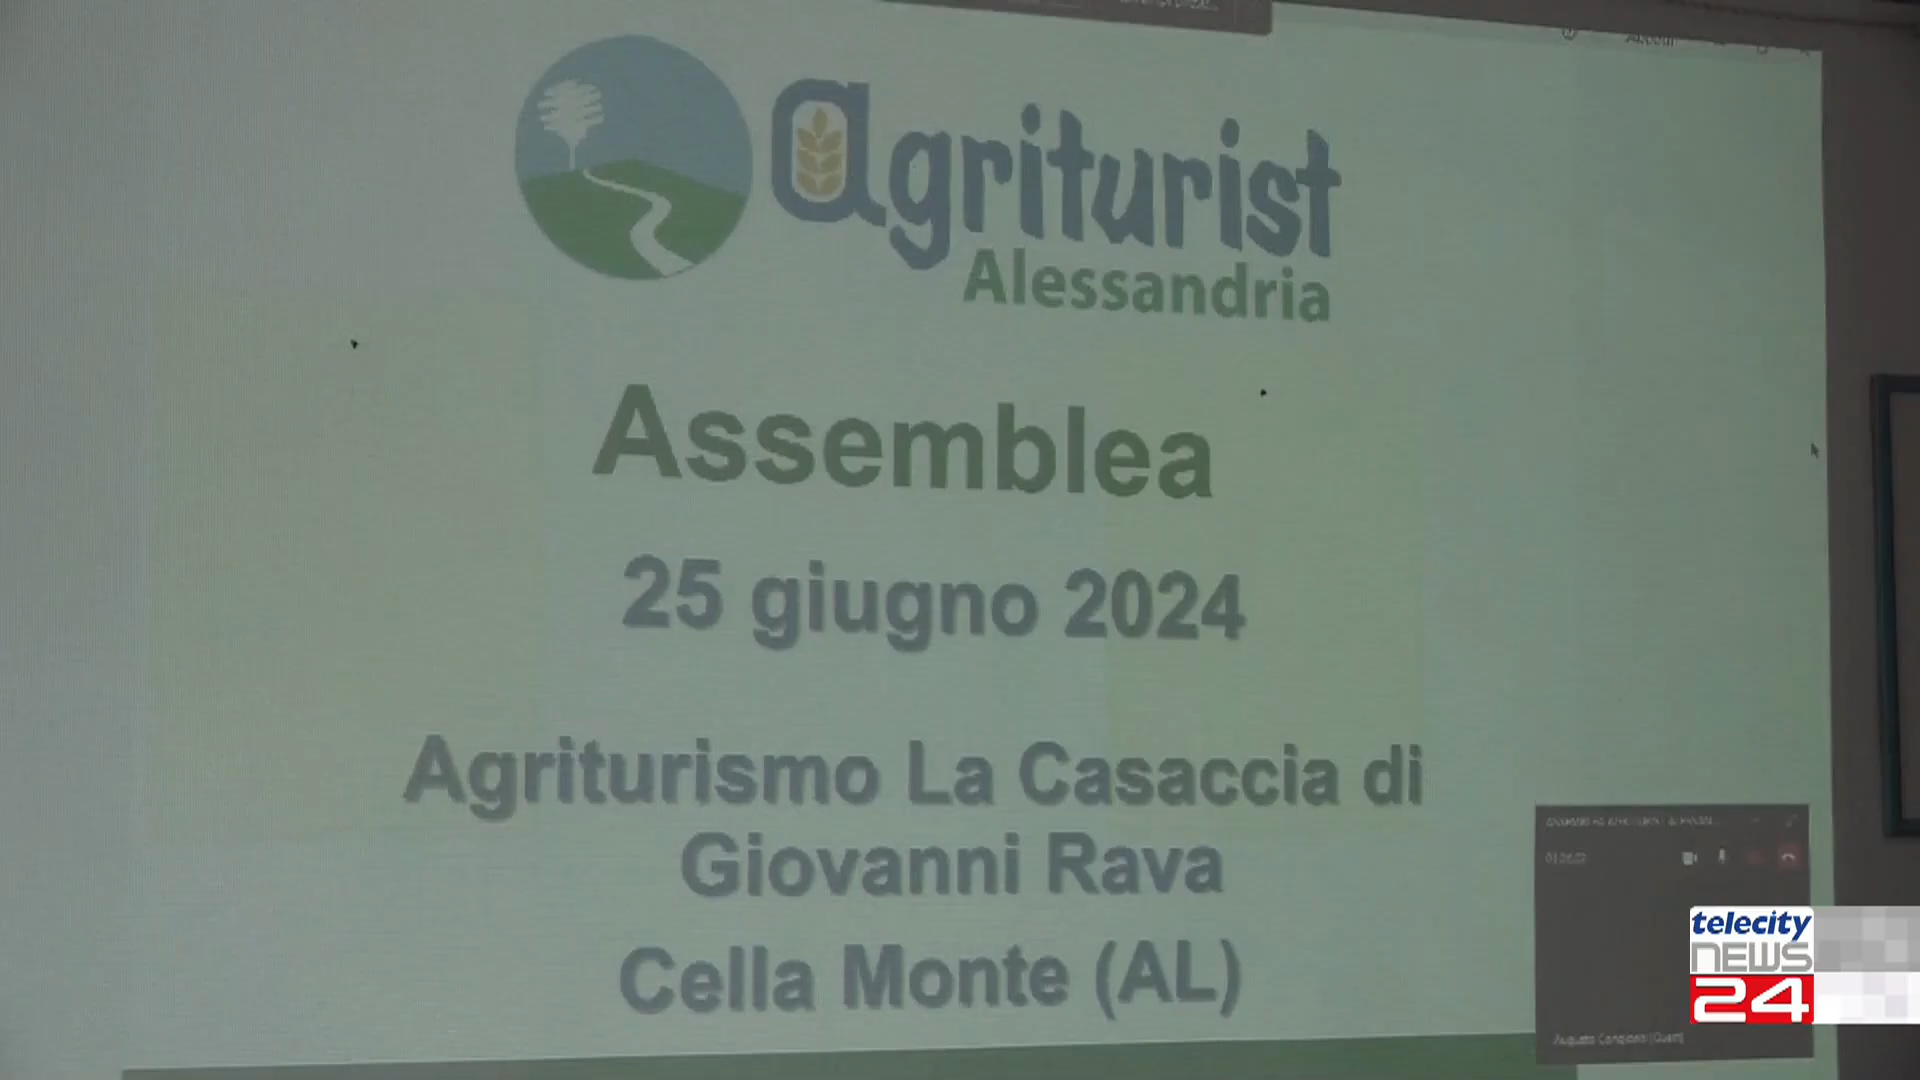 agriturist
Alessandria
Assemblea
25 giugno 2024
Agriturismo La Casaccia di
Giovanni Rava
Cella Monte (AL)
telecity
NEWS
24